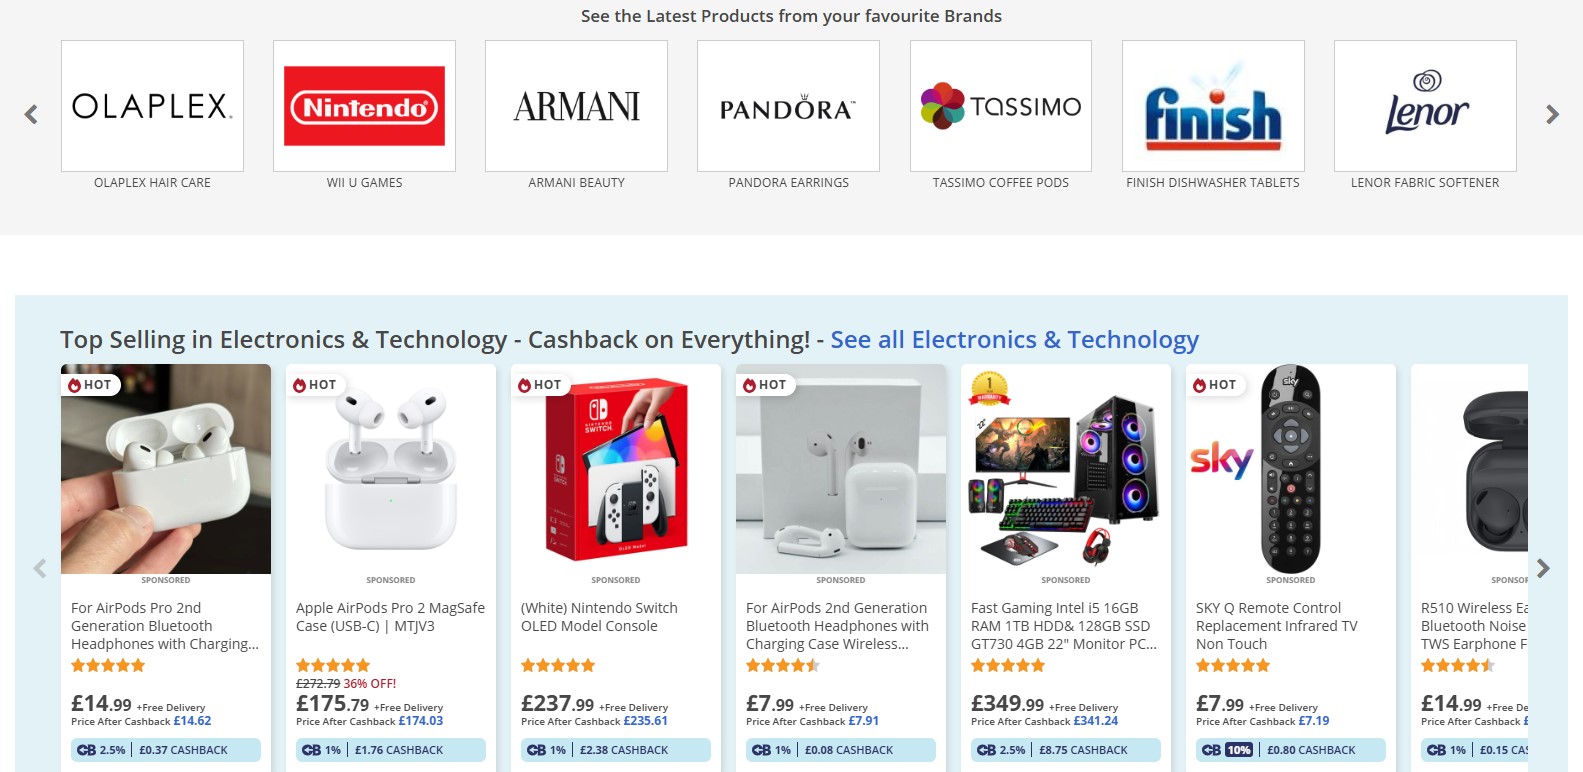 See the Latest Products from your favourite Brands
OLAPLEX.
Nintendo®
ARMANI
PANDORA™
TASSIMO
finish
Lenor
OLAPLEX HAIR CARE
WII U GAMES
ARMANI BEAUTY
PANDORA EARRINGS
TASSIMO COFFEE PODS
FINISH DISHWASHER TABLETS
LENOR FABRIC SOFTENER
Top Selling in Electronics & Technology - Cashback on Everything! - See all Electronics & Technology
HOT
SPONSORED
For AirPods Pro 2nd
Generation Bluetooth
Headphones with Charging...
£14.99 +Free Delivery
Price After Cashback £14.62
CB 2.5% | £0.37 CASHBACK
HOT
SPONSORED
Apple AirPods Pro 2 MagSafe
Case (USB-C) | MTJV3
£272.79 36% OFF!
£175.79 +Free Delivery
Price After Cashback £174.03
CB 1% | £1.76 CASHBACK
HOT
NINTENDO
SWITCH
OLED Model
SPONSORED
(White) Nintendo Switch
OLED Model Console
£237.99 +Free Delivery
Price After Cashback £235.61
CB 1% | £2.38 CASHBACK
HOT
SPONSORED
For AirPods 2nd Generation
Bluetooth Headphones with
Charging Case Wireless...
£7.99 +Free Delivery
Price After Cashback £7.91
CB 1% | £0.08 CASHBACK
1
WARRANTY
22"
SPONSORED
Fast Gaming Intel i5 16GB
RAM 1TB HDD& 128GB SSD
GT730 4GB 22" Monitor PC...
£349.99 +Free Delivery
Price After Cashback £341.24
CB 2.5% | £8.75 CASHBACK
HOT
sky
sky
SPONSORED
SKY Q Remote Control
Replacement Infrared TV
Non Touch
£7.99 +Free Delivery
Price After Cashback £7.19
CB 10% | £0.80 CASHBACK
SPONSOR
R510 Wireless Ea
Bluetooth Noise
TWS Earphone F
£14.99 +Free De
Price After Cashback £
CB 1% | £0.15 CAS